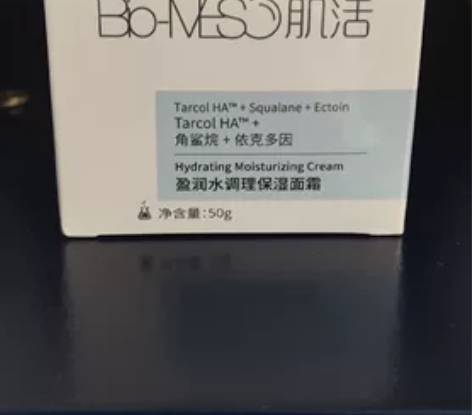 Bio-MESO肌活
Tarcol HA™ + Squalane + Ectoin
Tarcol HA™ +
角鲨烷 + 依克多因
Hydrating Moisturizing Cream
盈润水调理保湿面霜
净含量:50g